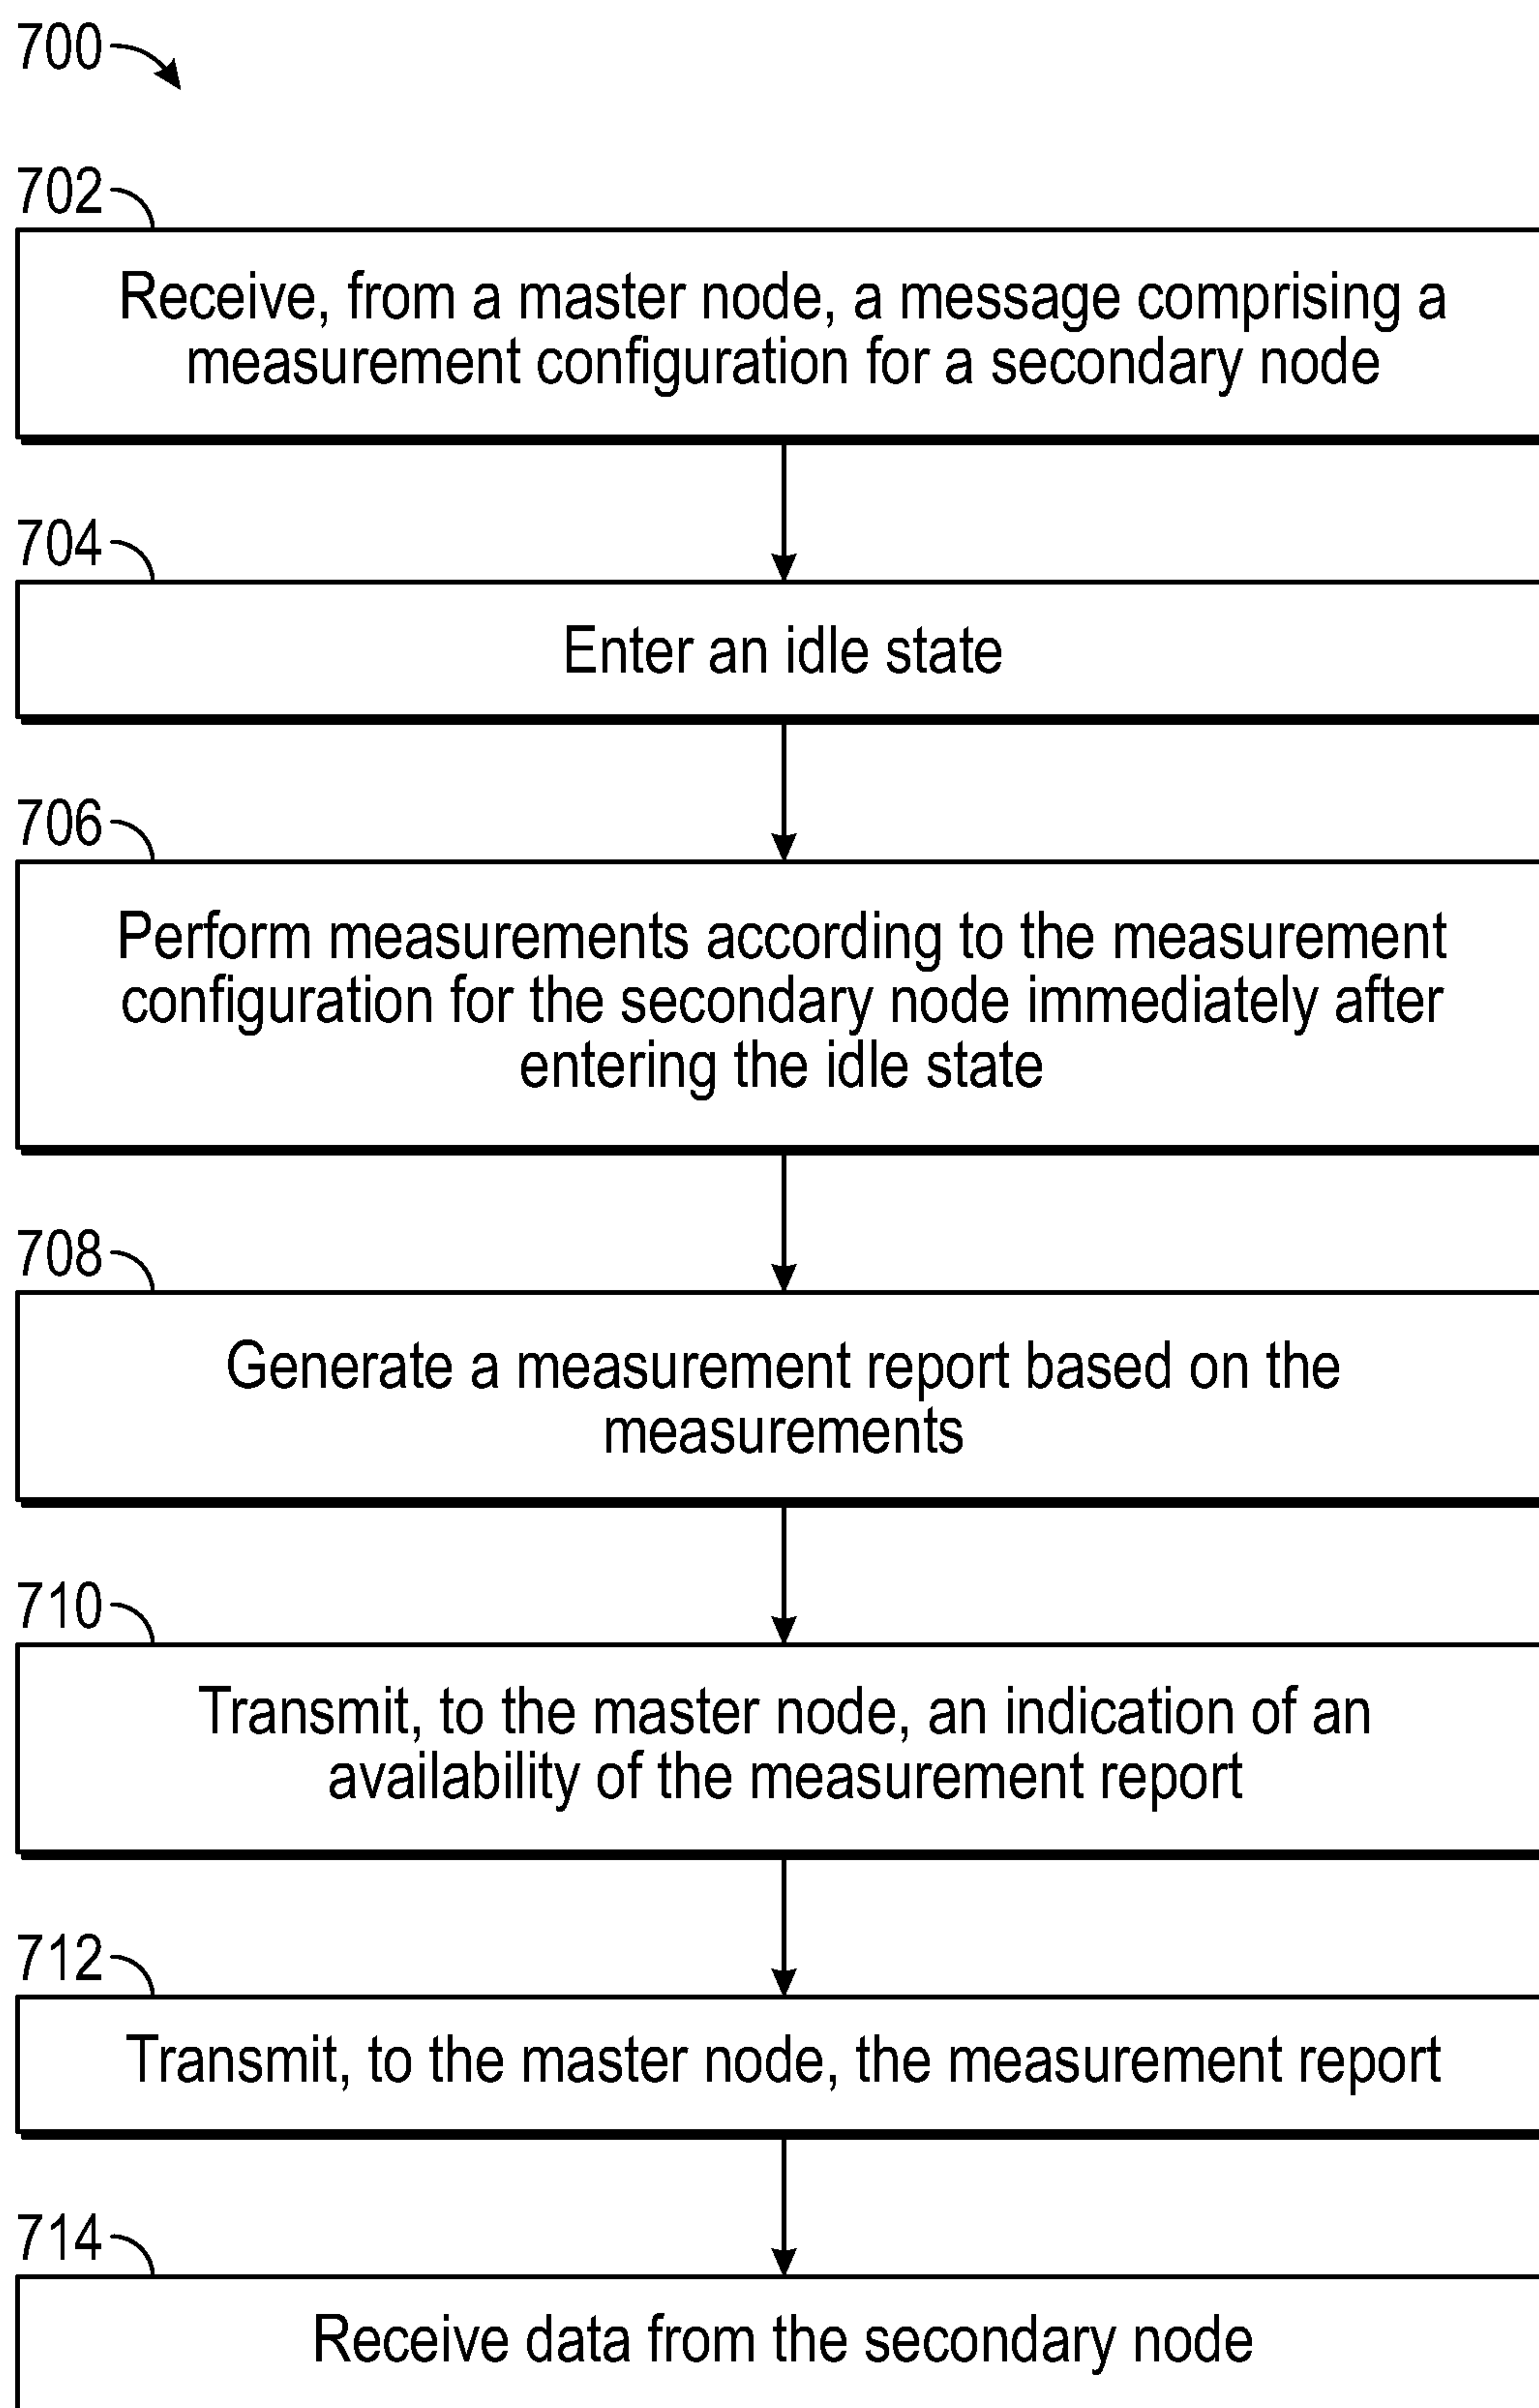 700
702
Receive, from a master node, a message comprising a
measurement configuration for a secondary node
704
Enter an idle state
706
Perform measurements according to the measurement
configuration for the secondary node immediately after
entering the idle state
708
Generate a measurement report based on the
measurements
710
Transmit, to the master node, an indication of an
availability of the measurement report
712
Transmit, to the master node, the measurement report
714
Receive data from the secondary node